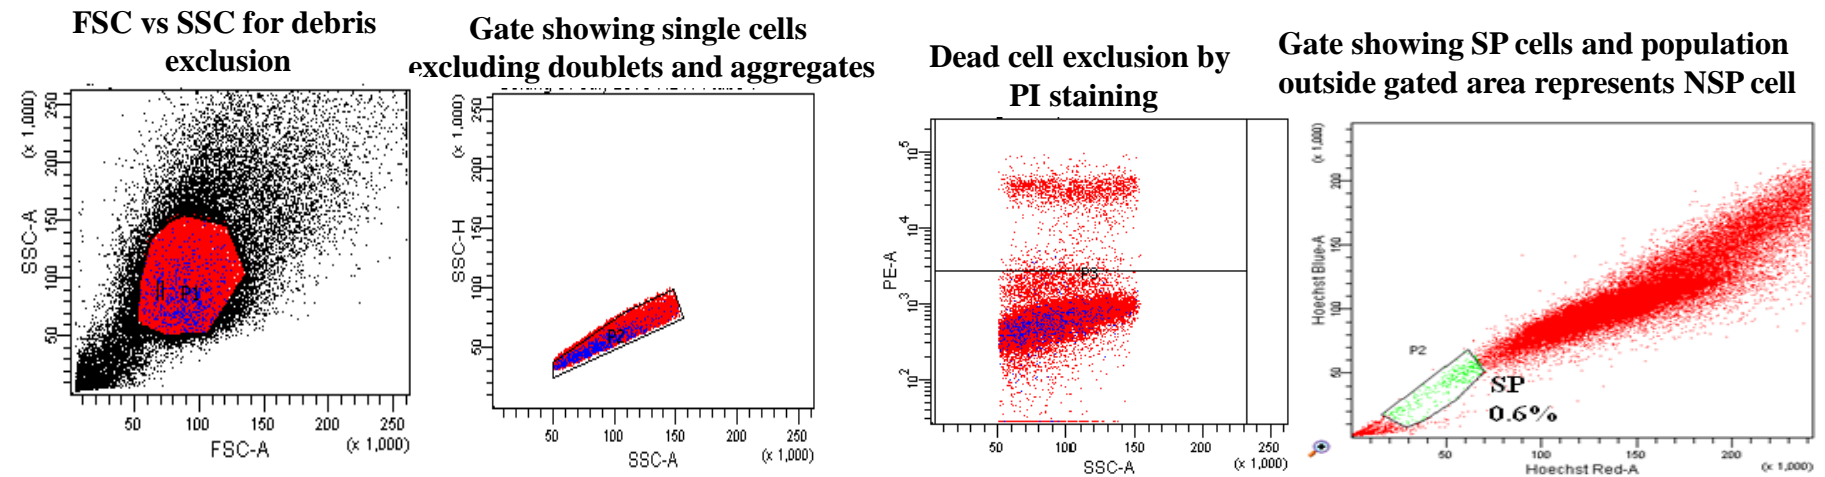 FSC vs SSC for debris
exclusion
Gate showing single cells
excluding doublets and aggregates
Dead cell exclusion by
PI staining
Gate showing SP cells and population
outside gated area represents NSP cell
(x 1,000)
250
200
150
100
50
SSC-A
P1
50 100 150 200 250
FSC-A
(x 1,000)
(x 1,000)
250
200
150
100
50
SSC-H
P2
50 100 150 200 250
SSC-A
(x 1,000)
10^5
10^4
10^3
10^2
PE-A
P3
50 100 150 200 250
SSC-A
(x 1,000)
(x 1,000)
200
150
100
50
Hoechst Blue-A
P2
SP
0.6%
50 100 150 200
Hoechst Red-A
(x 1,000)